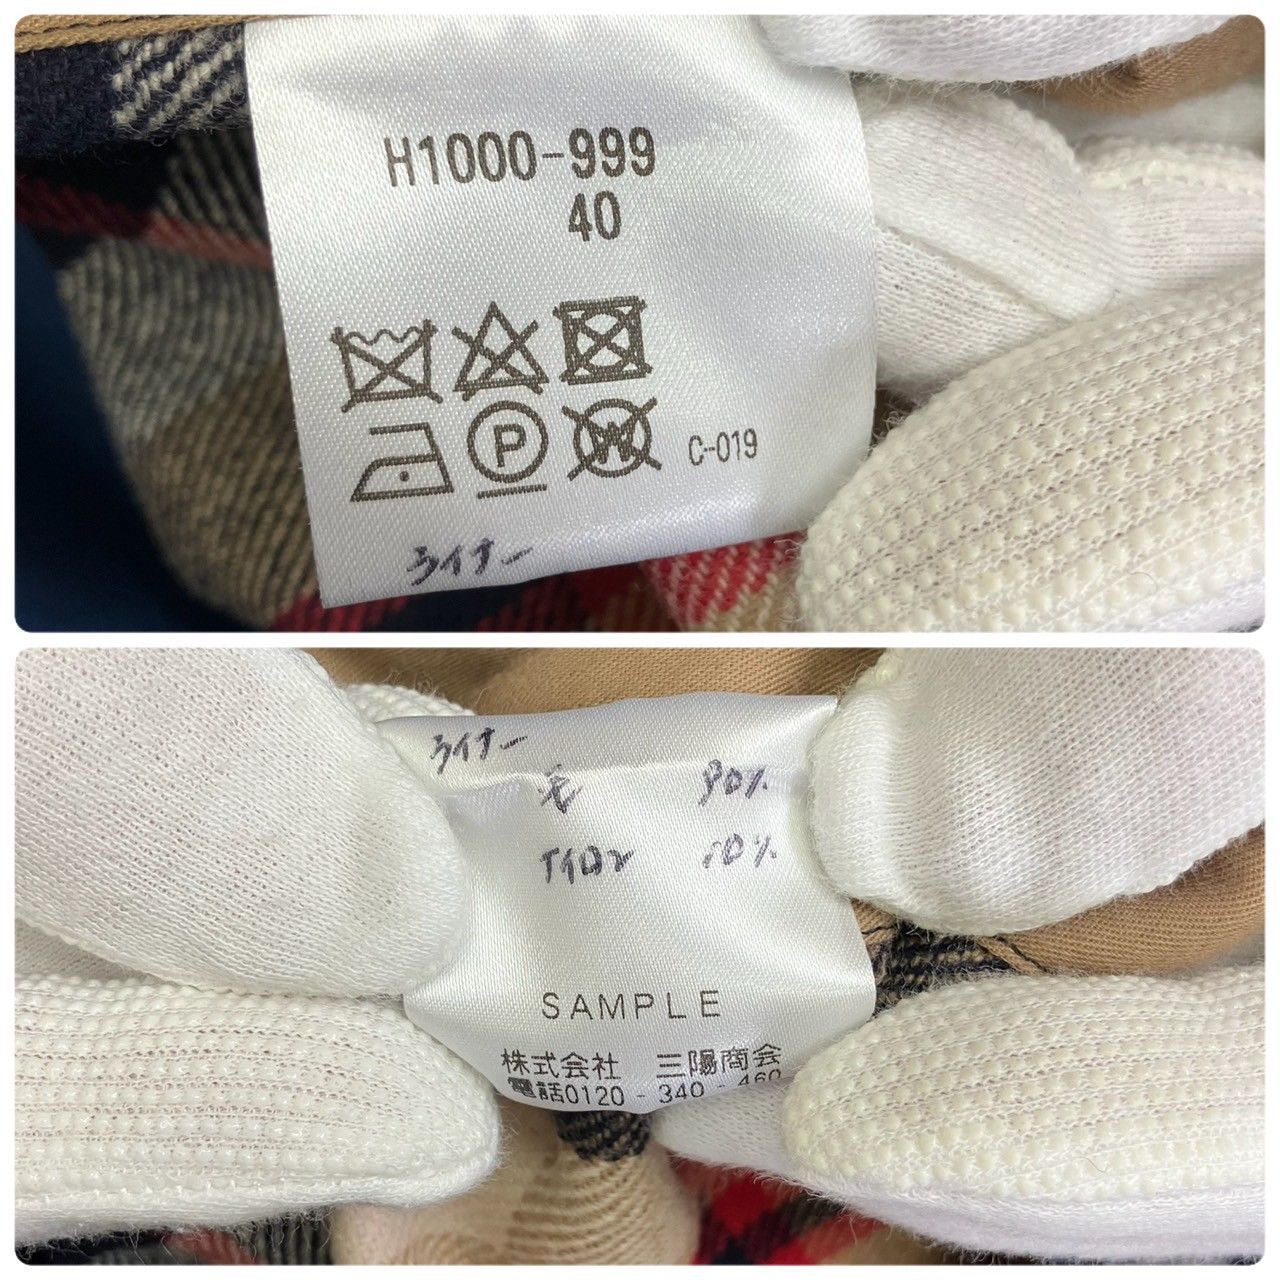 H1000-999
40
P
W
C-019
ライナー
ライナー
毛 90%
ナイロン 10%
SAMPLE
株式会社 三陽商会
電話0120-340-460